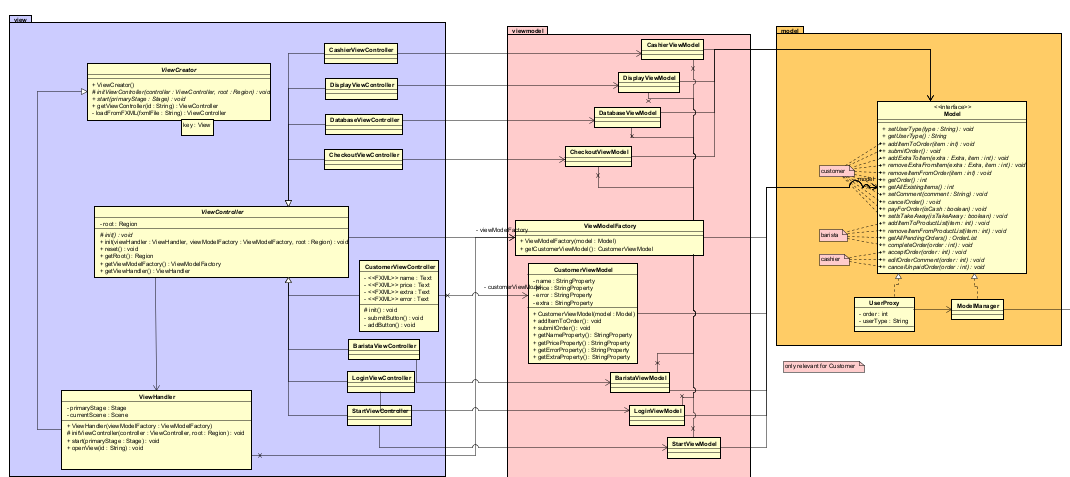 view
ViewCreator
+ ViewCreator()
# initViewController(controller : ViewController, root : Region) : void
+ start(primaryStage : Stage) : void
+ getViewController(id : String) : ViewController
- loadFromFXML(fxmlFile : String) : ViewController
key : View
CashierViewController
DisplayViewController
DatabaseViewController
CheckoutViewController
ViewController
- root : Region
# init() : void
+ init(viewHandler : ViewHandler, viewModelFactory : ViewModelFactory, root : Region) : void
+ reset() : void
+ getRoot() : Region
+ getViewModelFactory() : ViewModelFactory
+ getViewHandler() : ViewHandler
CustomerViewController
- <<FXML>> name : Text
- <<FXML>> price : Text
- <<FXML>> extra : Text
- <<FXML>> error : Text
# init() : void
- submitButton() : void
- addButton() : void
BaristaViewController
LoginViewController
StartViewController
ViewHandler
- primaryStage : Stage
- currentScene : Scene
+ ViewHandler(viewModelFactory : ViewModelFactory)
# initViewController(controller : ViewController, root : Region) : void
+ start(primaryStage : Stage) : void
+ openView(id : String) : void
- viewModelFactory
- customerViewModel
viewmodel
CashierViewModel
DisplayViewModel
DatabaseViewModel
CheckoutViewModel
ViewModelFactory
+ ViewModelFactory(model : Model)
+ getCustomerViewModel() : CustomerViewModel
CustomerViewModel
- name : StringProperty
- price : StringProperty
- error : StringProperty
- extra : StringProperty
+ CustomerViewModel(model : Model)
+ addItemToOrder() : void
+ submitOrder() : void
+ getNameProperty() : StringProperty
+ getPriceProperty() : StringProperty
+ getErrorProperty() : StringProperty
+ getExtraProperty() : StringProperty
BaristaViewModel
LoginViewModel
StartViewModel
model
<<interface>>
Model
+ setUserType(type : String) : void
+ getUserType() : String
+ addItemToOrder(item : int) : void
+ submitOrder() : void
+ addExtraToItem(extra : Extra, item : int) : void
+ removeExtraFromItem(extra : Extra, item : int) : void
+ removeItemFromOrder(item : int) : void
+ getOrder() : int
+ getAllExistingItems() : void
+ setComment(comment : String) : void
+ cancelOrder() : void
+ payForOrder(isCash : boolean) : void
+ setIsTakeAway(isTakeAway : boolean) : void
+ addItemToProductList(item : int) : void
+ removeItemFromProductList(item : int) : void
+ getAllPendingOrders() : OrderList
+ completeOrder(order : int) : void
+ acceptOrder(order : int) : void
+ editOrderComment(order : int) : void
+ cancelUnpaidOrder(order : int) : void
customer
barista
cashier
UserProxy
- order : int
- userType : String
ModelManager
only relevant for Customer